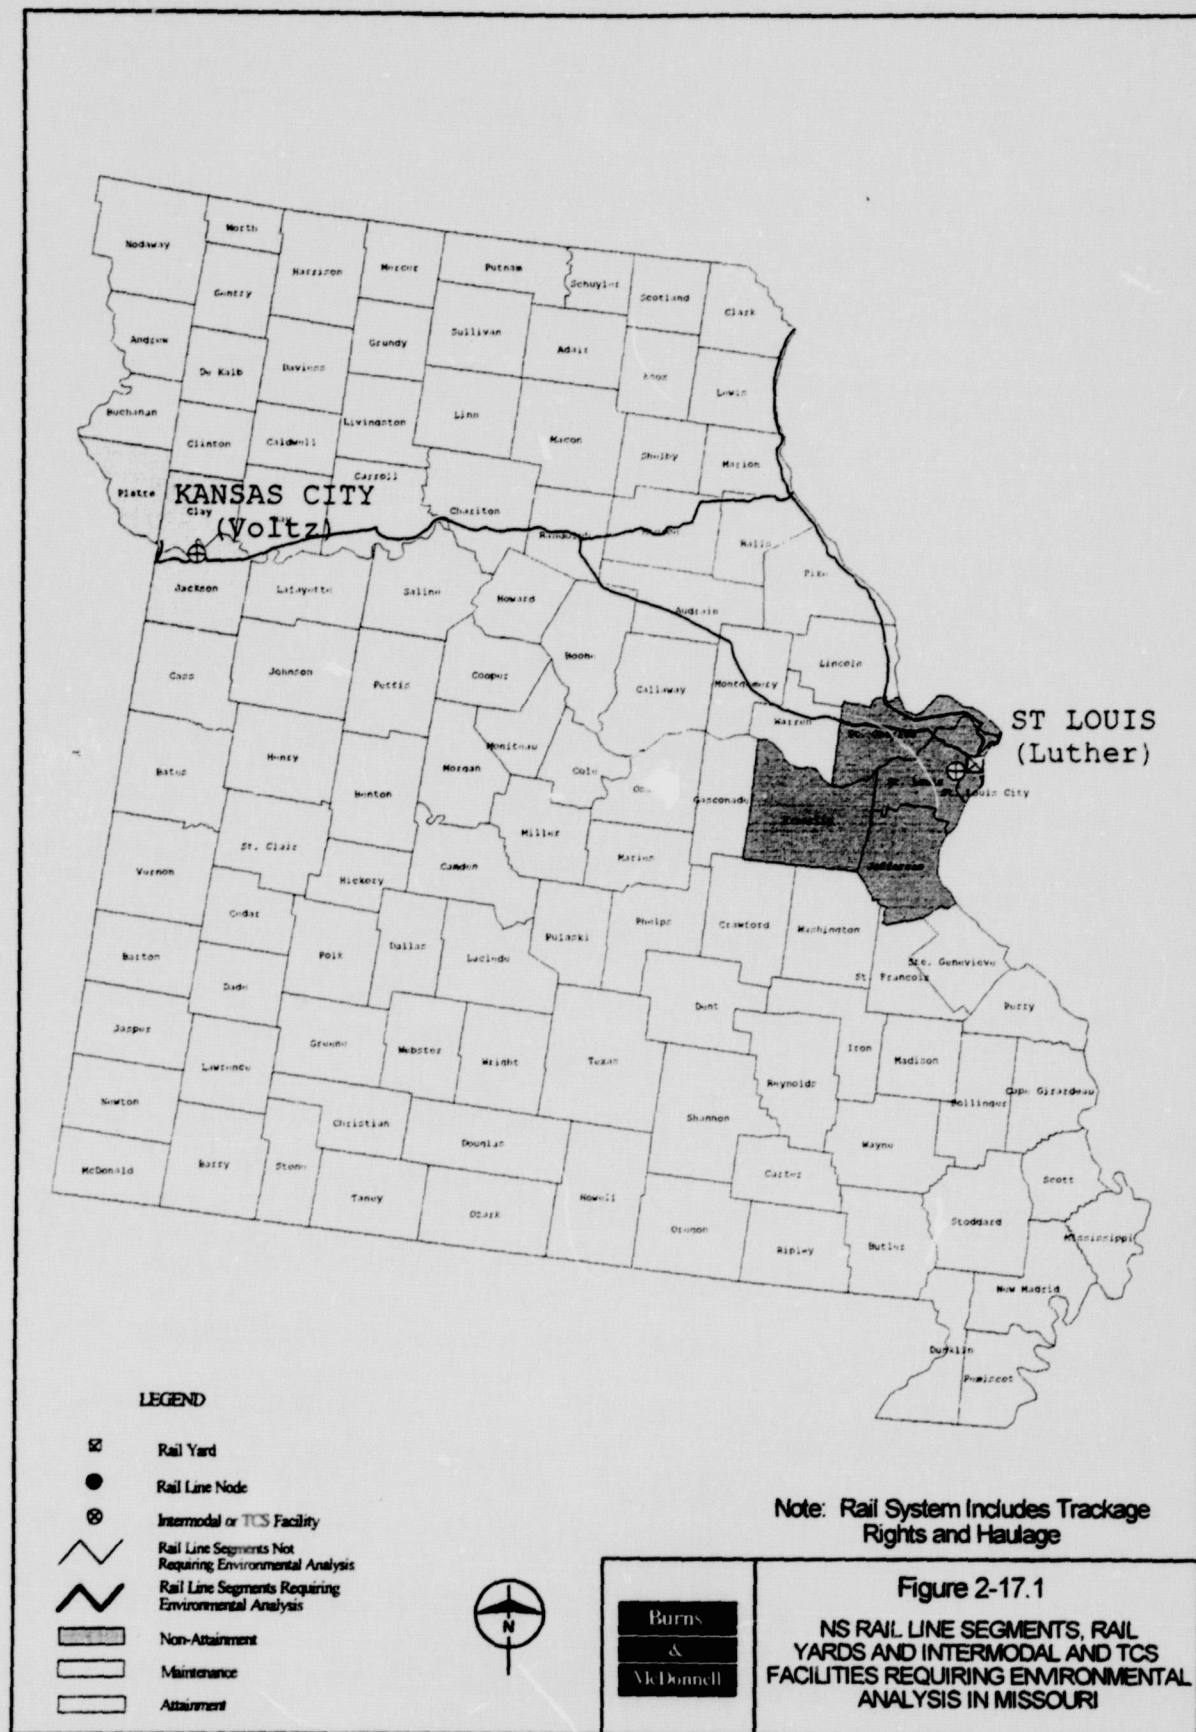 Nodaway
Worth
Harrison
Mercer
Putnam
Schuyler
Scotland
Clark
Gentry
Sullivan
Adair
Knox
Andrew
De Kalb
Daviess
Grundy
Lewis
Buchanan
Clinton
Caldwell
Livingston
Linn
Macon
Shelby
Marion
Platte
KANSAS CITY
(Voltz)
Clay
Carroll
Chariton
Randolph
Ralls
Pike
Jackson
Lafayette
Saline
Howard
Audrain
Cass
Johnson
Pettis
Cooper
Boone
Callaway
Montgomery
Lincoln
Warren
ST LOUIS
(Luther)
Bates
Henry
Benton
Morgan
Moniteau
Cole
Gasconade
St. Louis City
Miller
Maries
Jefferson
Vernon
St. Clair
Hickory
Camden
Cedar
Polk
Dallas
Laclede
Pulaski
Phelps
Crawford
Washington
Ste. Genevieve
St. Francois
Perry
Barton
Dade
Dent
Jasper
Lawrence
Greene
Webster
Wright
Texas
Iron
Madison
Reynolds
Bollinger
Cape Girardeau
Newton
Christian
Douglas
Shannon
Wayne
McDonald
Barry
Stone
Taney
Ozark
Howell
Carter
Scott
Oregon
Ripley
Butler
Stoddard
Mississippi
New Madrid
Dunklin
Pemiscot
LEGEND
Rail Yard
Rail Line Node
Intermodal or TCS Facility
Rail Line Segments Not
Requiring Environmental Analysis
Rail Line Segments Requiring
Environmental Analysis
Non-Attainment
Maintenance
Attainment
N
Note: Rail System Includes Trackage
Rights and Haulage
Burns
&
McDonnell
Figure 2-17.1
NS RAIL LINE SEGMENTS, RAIL
YARDS AND INTERMODAL AND TCS
FACILITIES REQUIRING ENVIRONMENTAL
ANALYSIS IN MISSOURI